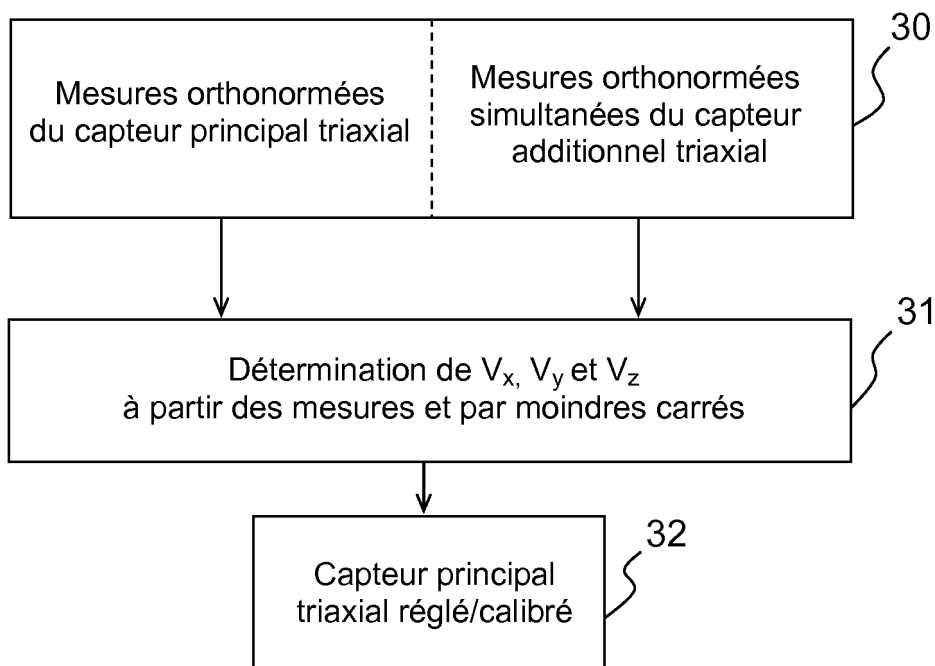 30
Mesures orthonormées
du capteur principal triaxial
Mesures orthonormées
simultanées du capteur
additionnel triaxial
31
Détermination de Vx, Vy et Vz
à partir des mesures et par moindres carrés
32
Capteur principal
triaxial réglé/calibré